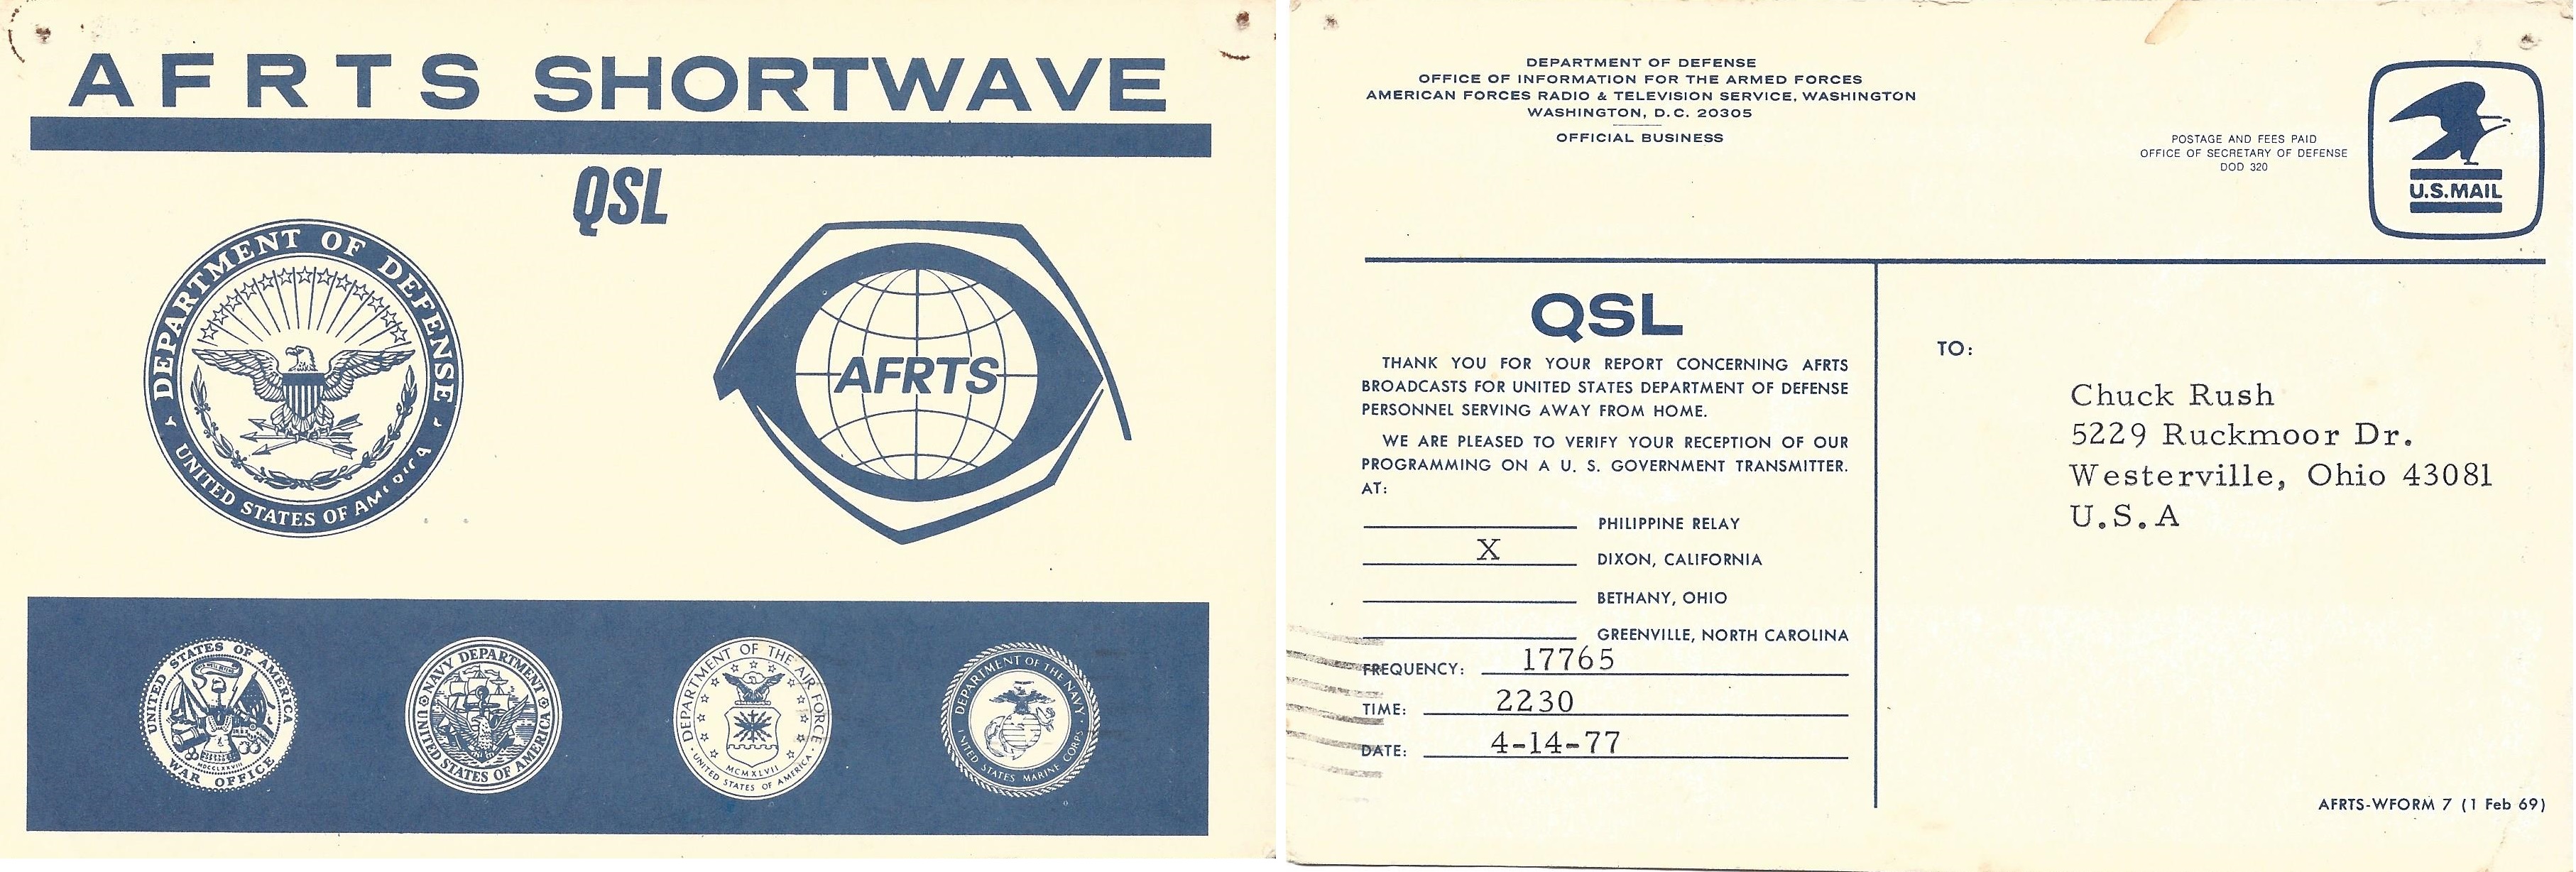 AFRTS SHORTWAVE
QSL
DEPARTMENT OF DEFENSE
UNITED STATES OF AMERICA
AFRTS
UNITED STATES OF AMERICA
WAR OFFICE
MDCCLXXVIII
NAVY DEPARTMENT
UNITED STATES OF AMERICA
DEPARTMENT OF THE AIR FORCE
MCMXLVII
UNITED STATES OF AMERICA
DEPARTMENT OF THE NAVY
UNITED STATES MARINE CORPS
DEPARTMENT OF DEFENSE
OFFICE OF INFORMATION FOR THE ARMED FORCES
AMERICAN FORCES RADIO & TELEVISION SERVICE, WASHINGTON
WASHINGTON, D.C. 20305
OFFICIAL BUSINESS
POSTAGE AND FEES PAID
OFFICE OF SECRETARY OF DEFENSE
DOD 320
U.S.MAIL
QSL
THANK YOU FOR YOUR REPORT CONCERNING AFRTS
BROADCASTS FOR UNITED STATES DEPARTMENT OF DEFENSE
PERSONNEL SERVING AWAY FROM HOME.
WE ARE PLEASED TO VERIFY YOUR RECEPTION OF OUR
PROGRAMMING ON A U. S. GOVERNMENT TRANSMITTER.
AT:
PHILIPPINE RELAY
X DIXON, CALIFORNIA
BETHANY, OHIO
GREENVILLE, NORTH CAROLINA
FREQUENCY: 17765
TIME: 2230
DATE: 4-14-77
TO:
Chuck Rush
5229 Ruckmoor Dr.
Westerville, Ohio 43081
U.S.A
AFRTS-WFORM 7 (1 Feb 69)